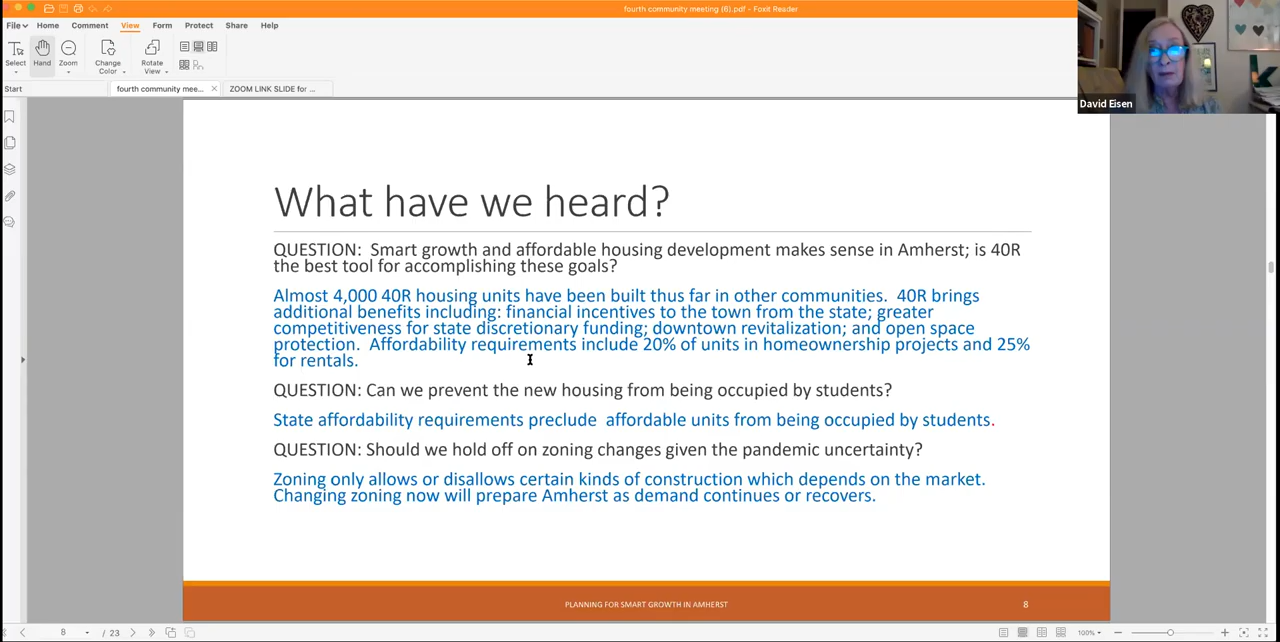 fourth community meeting (6).pdf - Foxit Reader
File Home Comment View Form Protect Share Help
Select Hand Zoom Change Color Rotate View
Start fourth community mee... ZOOM LINK SLIDE for ...
David Eisen
What have we heard?
QUESTION:  Smart growth and affordable housing development makes sense in Amherst; is 40R
the best tool for accomplishing these goals?
Almost 4,000 40R housing units have been built thus far in other communities.  40R brings
additional benefits including: financial incentives to the town from the state; greater
competitiveness for state discretionary funding; downtown revitalization; and open space
protection.  Affordability requirements include 20% of units in homeownership projects and 25%
for rentals.
QUESTION: Can we prevent the new housing from being occupied by students?
State affordability requirements preclude  affordable units from being occupied by students.
QUESTION: Should we hold off on zoning changes given the pandemic uncertainty?
Zoning only allows or disallows certain kinds of construction which depends on the market.
Changing zoning now will prepare Amherst as demand continues or recovers.
PLANNING FOR SMART GROWTH IN AMHERST 8
8 / 23 100%